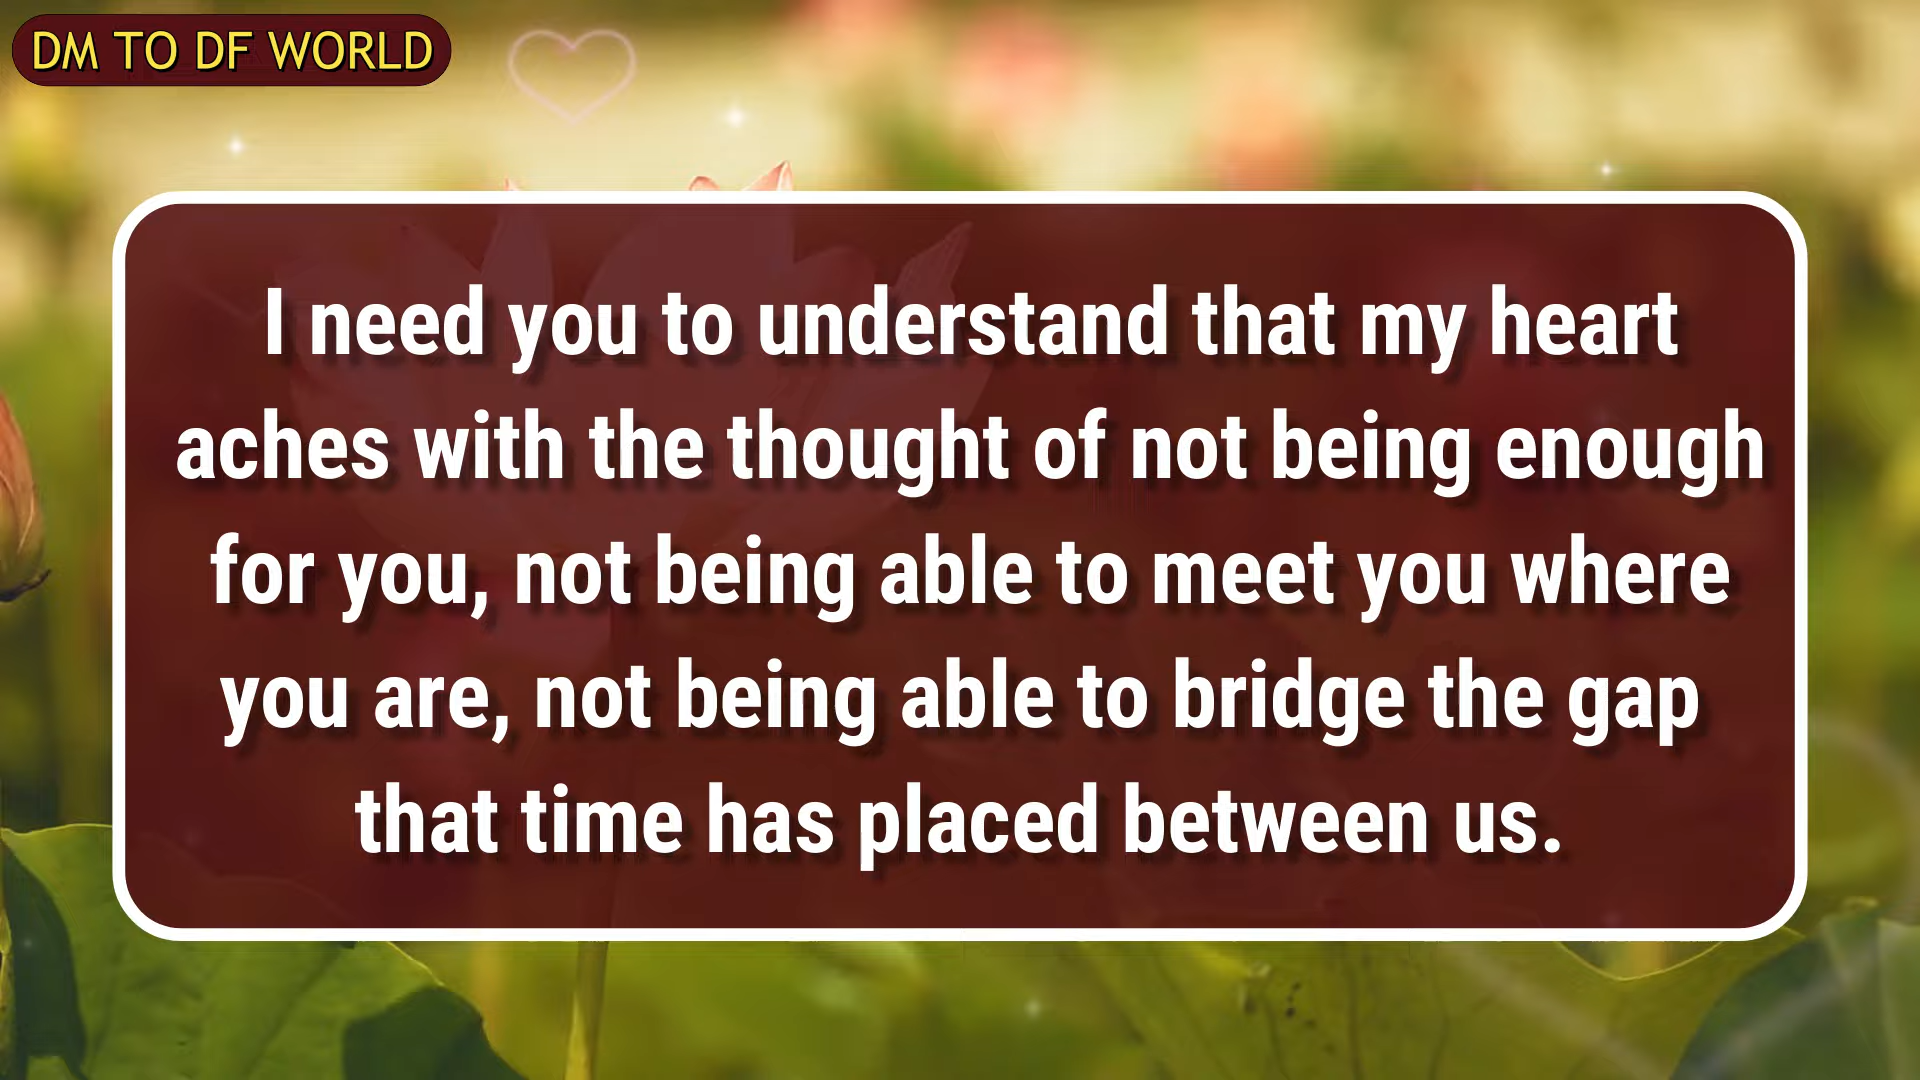 DM TO DF WORLD
I need you to understand that my heart
aches with the thought of not being enough
for you, not being able to meet you where
you are, not being able to bridge the gap
that time has placed between us.